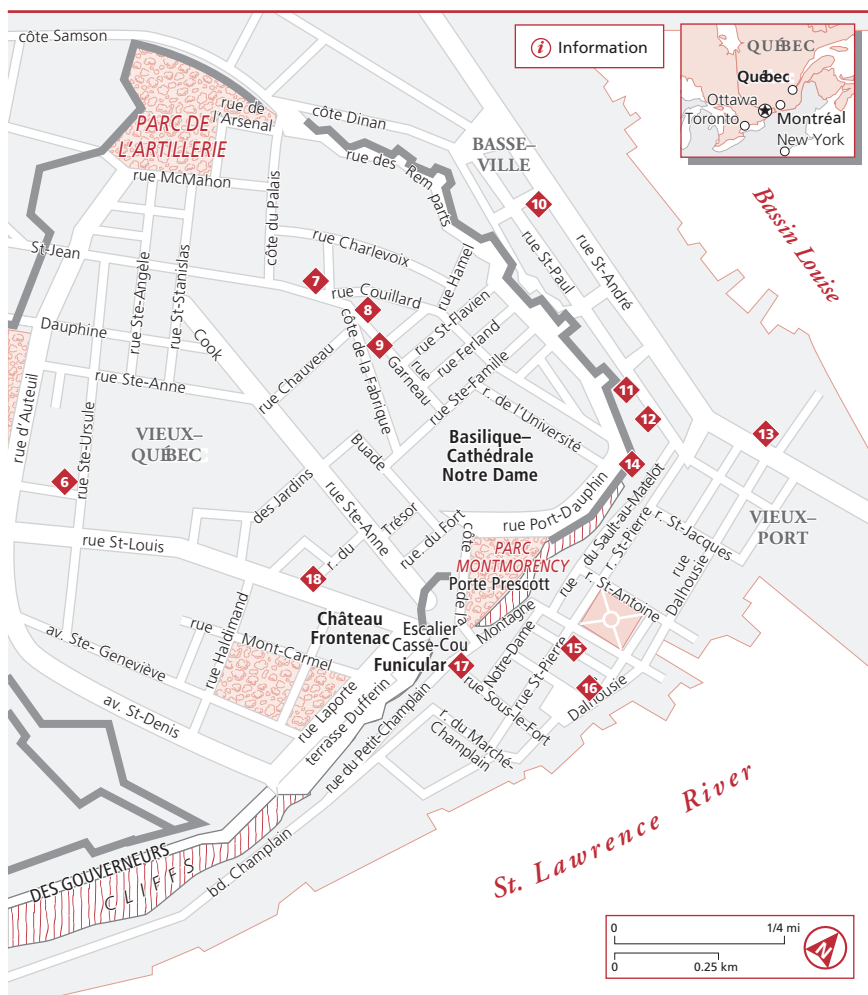 côte Samson
i Information
QUÉBEC
Québec
Ottawa
Montréal
Toronto
New York
rue de
l'Arsenal
PARC DE
L'ARTILLERIE
côte Dinan
BASSE–
VILLE
rue des Remparts
rue McMahon
10
Bassin Louise
côte du Palais
rue Charlevoix
rue St-Paul
rue St-André
St-Jean
rue Ste-Angèle
rue St-Stanislas
7
rue Hamel
rue Couillard
8
rue St-Flavien
Dauphine
Cook
9
côte de la Fabrique
Garneau
rue
rue Ferland
rue Ste-Anne
rue Chauveau
rue Ste-Famille
11
12
rue d'Auteuil
rue Ste-Ursule
VIEUX–
QUÉBEC
r. de l'Université
13
Basilique–
Cathédrale
Notre Dame
Buade
14
6
des Jardins
rue Ste-Anne
rue Port-Dauphin
rue du Sault-au-Matelot
r. St-Pierre
r. St-Jacques
VIEUX–
PORT
rue St-Louis
r. du Trésor
rue. du Fort
côte de la Montagne
PARC
MONTMORENCY
Porte Prescott
rue Dalhousie
r. St-Antoine
18
rue Haldimand
Château
Frontenac
Escalier
Casse-Cou
Funicular
17
15
16
rue Mont-Carmel
av. Ste- Geneviève
Notre-Dame
rue St-Pierre
Dalhousie
rue Sous-le-Fort
av. St-Denis
rue Laporte
terrasse Dufferin
rue du Petit-Champlain
r. du Marché-
Champlain
St. Lawrence River
DES GOUVERNEURS
CLIFFS
bd. Champlain
0 1/4 mi
0 0.25 km
N